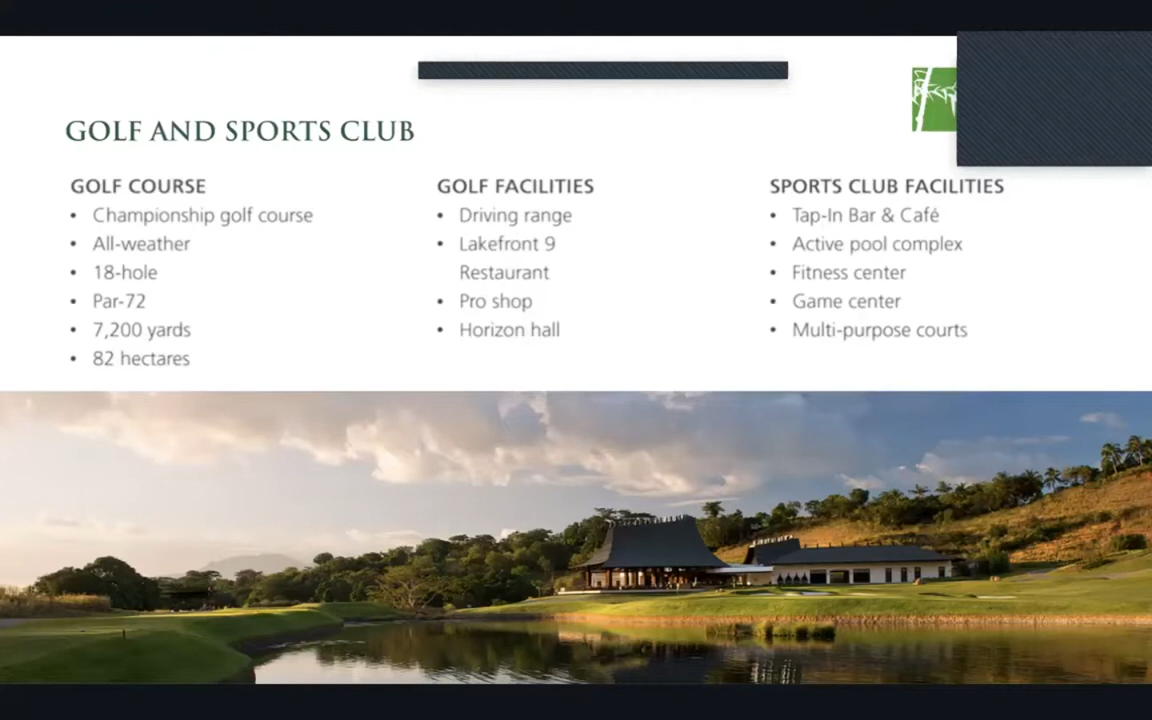 GOLF AND SPORTS CLUB
GOLF COURSE
• Championship golf course
• All-weather
• 18-hole
• Par-72
• 7,200 yards
• 82 hectares
GOLF FACILITIES
• Driving range
• Lakefront 9
Restaurant
• Pro shop
• Horizon hall
SPORTS CLUB FACILITIES
• Tap-In Bar & Café
• Active pool complex
• Fitness center
• Game center
• Multi-purpose courts